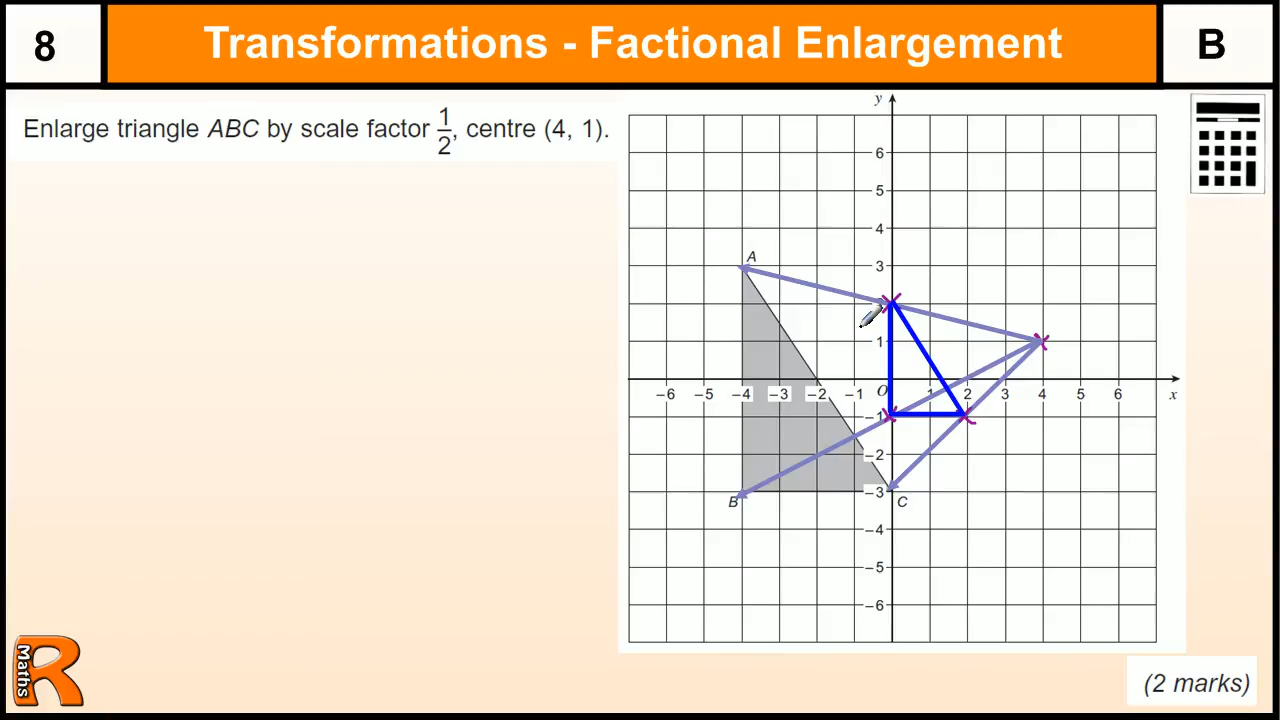 8
Transformations - Factional Enlargement
B
Enlarge triangle ABC by scale factor 1/2, centre (4, 1).
y
6
5
4
A
3
1
O
−6 −5 −4 −3 −2 −1 1 2 3 4 5 6 x
−1
−2
−3
B
C
−4
−5
−6
R
Maths
(2 marks)